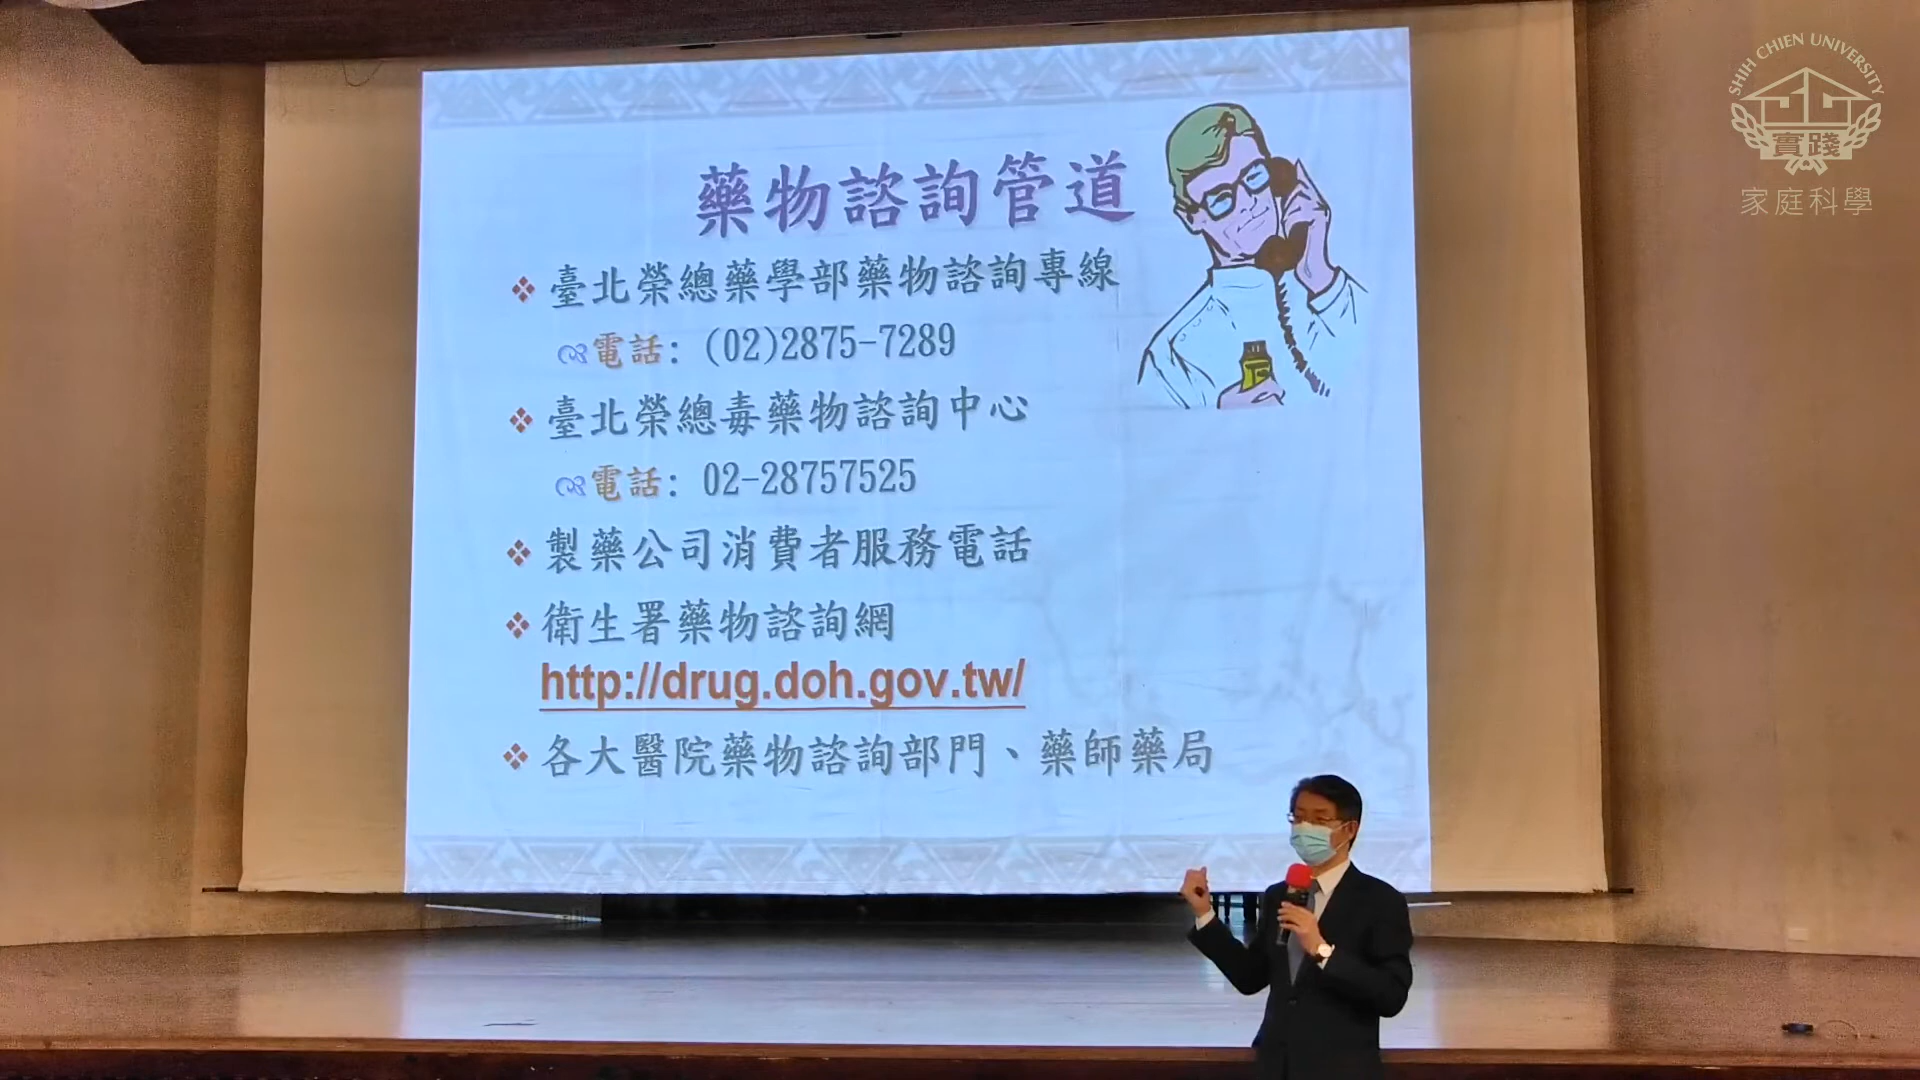 藥物諮詢管道
臺北榮總藥學部藥物諮詢專線
電話: (02)2875-7289
臺北榮總毒藥物諮詢中心
電話: 02-28757525
製藥公司消費者服務電話
衛生署藥物諮詢網
http://drug.doh.gov.tw/
各大醫院藥物諮詢部門、藥師藥局
SHIH CHIEN UNIVERSITY
實踐
家庭科學